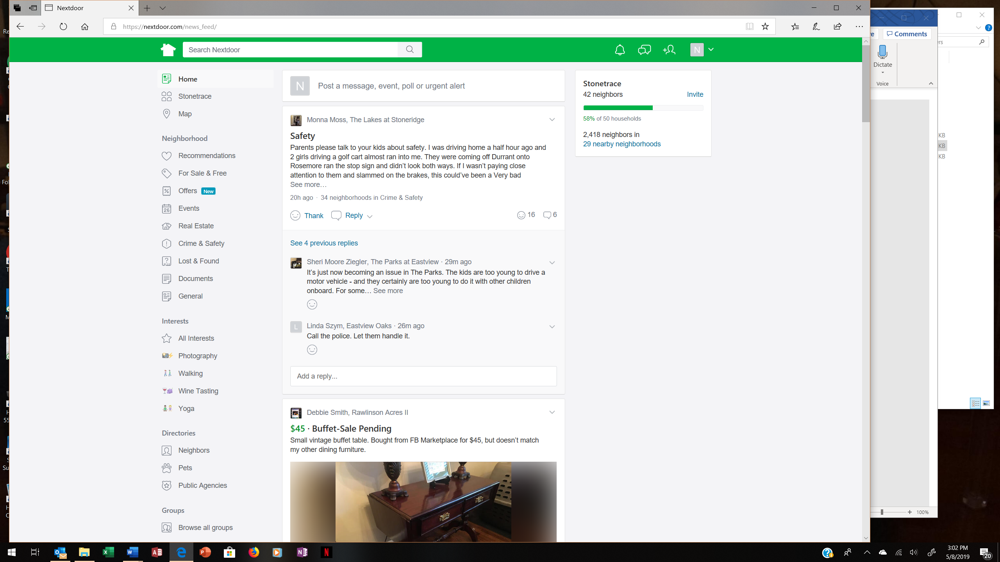 Nextdoor
https://nextdoor.com/news_feed/
Comments
Dictate
Voice
Search Nextdoor
N
Home
Stonetrace
Map
Neighborhood
Recommendations
For Sale & Free
Offers New
26 Events
Real Estate
Crime & Safety
Lost & Found
Documents
General
Interests
All Interests
Photography
Walking
Wine Tasting
Yoga
Directories
Neighbors
Pets
Public Agencies
Groups
Browse all groups
N Post a message, event, poll or urgent alert
Monna Moss, The Lakes at Stoneridge
Safety
Parents please talk to your kids about safety. I was driving home a half hour ago and
2 girls driving a golf cart almost ran into me. They were coming off Durrant onto
Rosemore ran the stop sign and didn’t look both ways. If I wasn’t paying close
attention to them and slammed on the brakes, this could’ve been a Very bad
See more…
20h ago · 34 neighborhoods in Crime & Safety
Thank Reply 16 6
See 4 previous replies
Sheri Moore Ziegler, The Parks at Eastview · 29m ago
It’s just now becoming an issue in The Parks. The kids are too young to drive a
motor vehicle - and they certainly are too young to do it with other children
onboard. For some… See more
L Linda Szym, Eastview Oaks · 26m ago
Call the police. Let them handle it.
Add a reply...
Debbie Smith, Rawlinson Acres II
$45 · Buffet-Sale Pending
Small vintage buffet table. Bought from FB Marketplace for $45, but doesn’t match
my other dining furniture.
Stonetrace
42 neighbors Invite
58% of 50 households
2,418 neighbors in
29 nearby neighborhoods
KB
KB
KB
100%
3:02 PM
5/8/2019
20